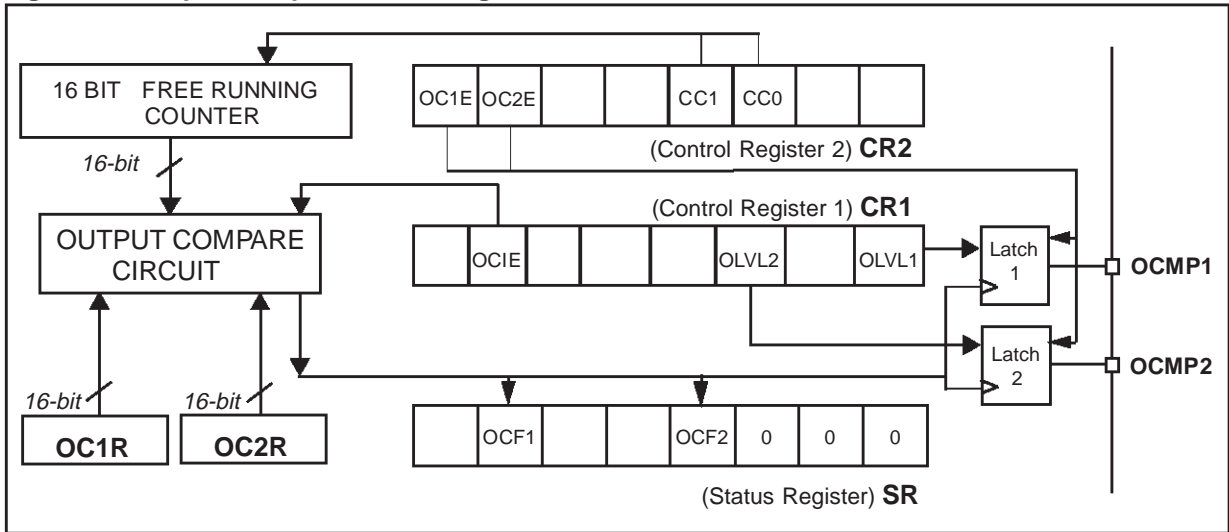 16 BIT FREE RUNNING
COUNTER
OC1E OC2E CC1 CC0
(Control Register 2) CR2
16-bit
(Control Register 1) CR1
OUTPUT COMPARE
CIRCUIT
OCIE OLVL2 OLVL1
Latch
1
OCMP1
Latch
2
OCMP2
16-bit 16-bit
OC1R OC2R
OCF1 OCF2 0 0 0
(Status Register) SR